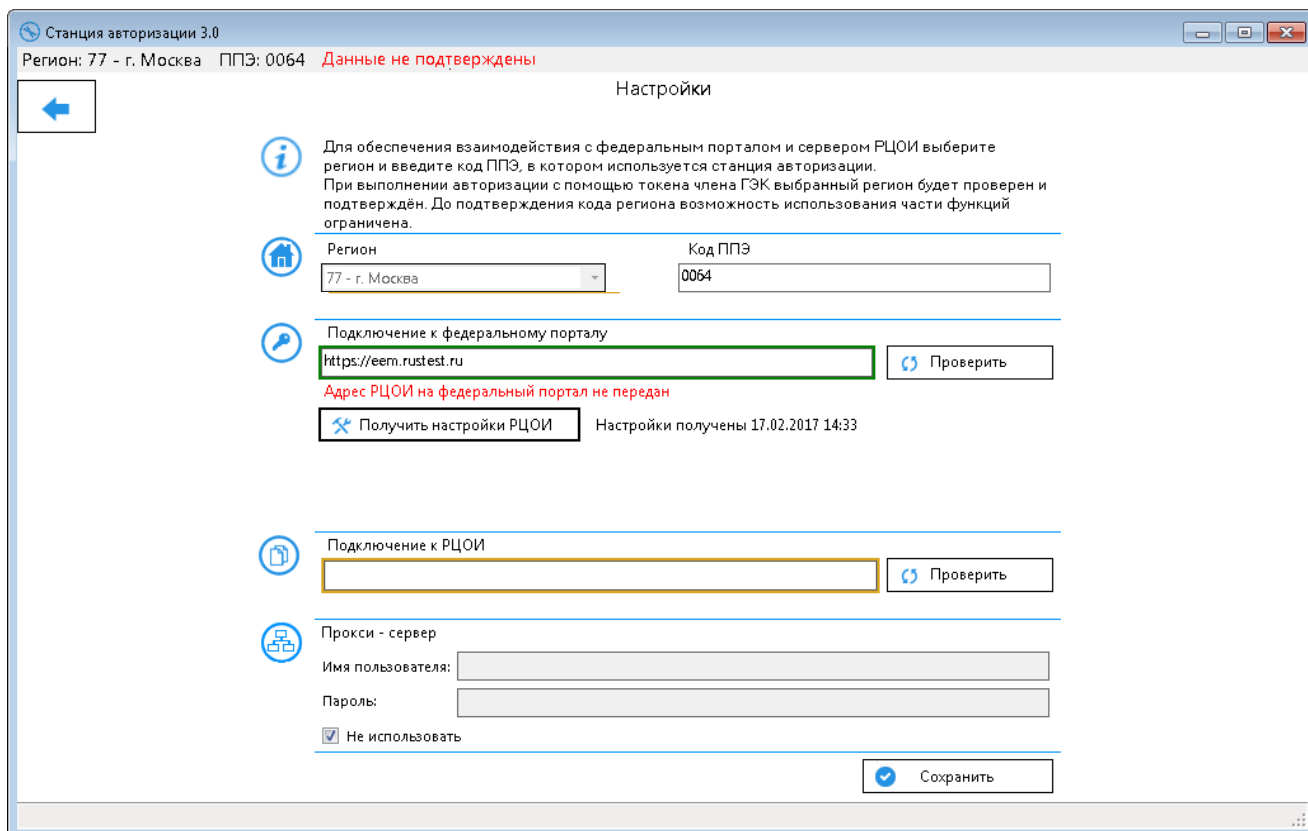 Станция авторизации 3.0
Регион: 77 - г. Москва ППЭ: 0064 Данные не подтверждены
Настройки
Для обеспечения взаимодействия с федеральным порталом и сервером РЦОИ выберите
регион и введите код ППЭ, в котором используется станция авторизации.
При выполнении авторизации с помощью токена члена ГЭК выбранный регион будет проверен и
подтверждён. До подтверждения кода региона возможность использования части функций
ограничена.
Регион Код ППЭ
77 - г. Москва 0064
Подключение к федеральному порталу
https://eem.rustest.ru Проверить
Адрес РЦОИ на федеральный портал не передан
Получить настройки РЦОИ Настройки получены 17.02.2017 14:33
Подключение к РЦОИ
Проверить
Прокси - сервер
Имя пользователя:
Пароль:
Не использовать
Сохранить